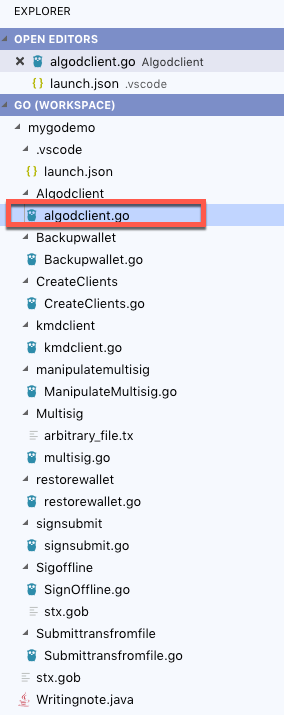 EXPLORER
OPEN EDITORS
algodclient.go Algodclient
launch.json .vscode
GO (WORKSPACE)
mygodemo
.vscode
launch.json
Algodclient
algodclient.go
Backupwallet
Backupwallet.go
CreateClients
CreateClients.go
kmdclient
kmdclient.go
manipulatemultisig
ManipulateMultisig.go
Multisig
arbitrary_file.tx
multisig.go
restorewallet
restorewallet.go
signsubmit
signsubmit.go
Sigoffline
SignOffline.go
stx.gob
Submittransfromfile
Submittransfromfile.go
stx.gob
Writingnote.java